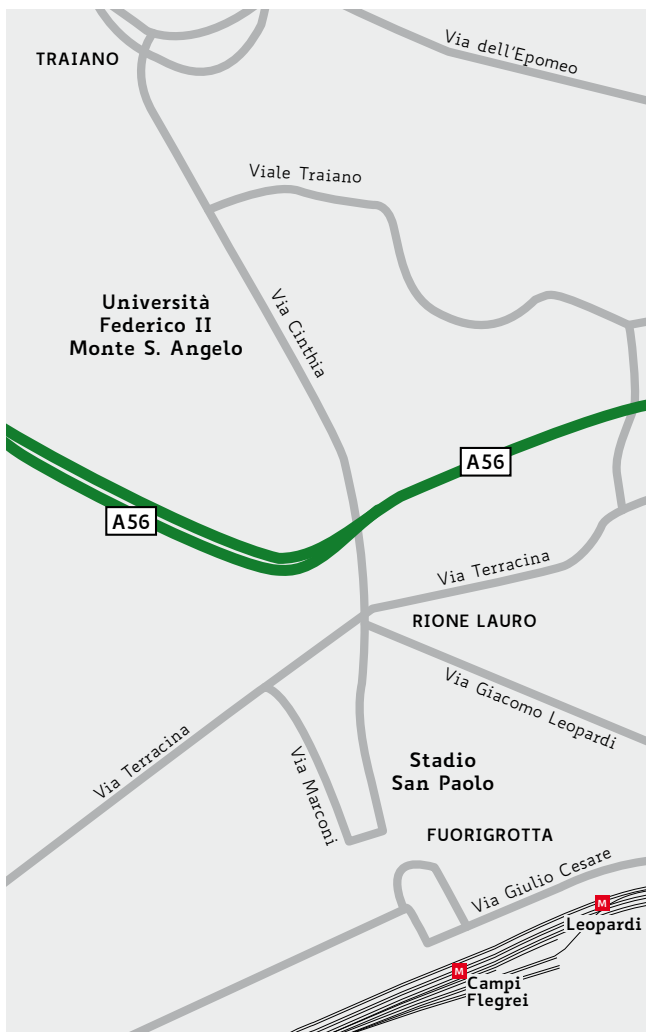 Via dell'Epomeo
TRAIANO
Viale Traiano
Università
Federico II
Monte S. Angelo
Via Cinthia
A56
A56
Via Terracina
RIONE LAURO
Via Giacomo Leopardi
Via Terracina
Via Marconi
Stadio
San Paolo
FUORIGROTTA
Via Giulio Cesare
M
Leopardi
M
Campi
Flegrei